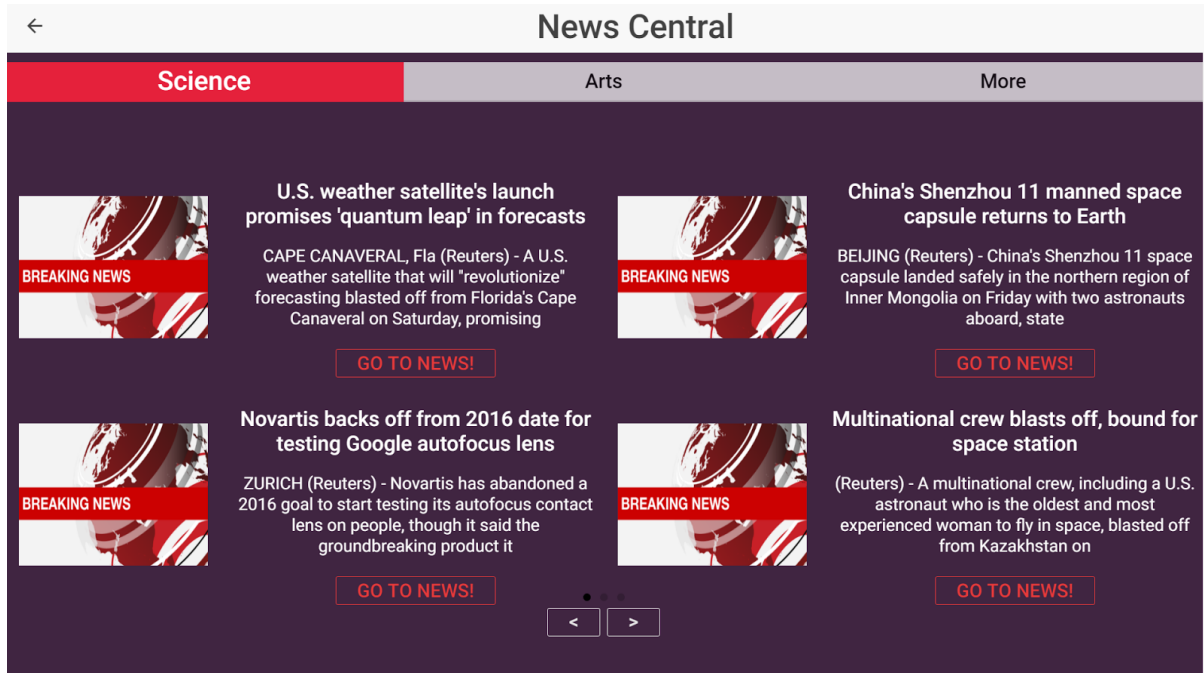 News Central
Science
Arts
More
BREAKING NEWS
U.S. weather satellite's launch
promises 'quantum leap' in forecasts
CAPE CANAVERAL, Fla (Reuters) - A U.S.
weather satellite that will "revolutionize"
forecasting blasted off from Florida's Cape
Canaveral on Saturday, promising
GO TO NEWS!
BREAKING NEWS
China's Shenzhou 11 manned space
capsule returns to Earth
BEIJING (Reuters) - China's Shenzhou 11 space
capsule landed safely in the northern region of
Inner Mongolia on Friday with two astronauts
aboard, state
GO TO NEWS!
BREAKING NEWS
Novartis backs off from 2016 date for
testing Google autofocus lens
ZURICH (Reuters) - Novartis has abandoned a
2016 goal to start testing its autofocus contact
lens on people, though it said the
groundbreaking product it
GO TO NEWS!
BREAKING NEWS
Multinational crew blasts off, bound for
space station
(Reuters) - A multinational crew, including a U.S.
astronaut who is the oldest and most
experienced woman to fly in space, blasted off
from Kazakhstan on
GO TO NEWS!
< >